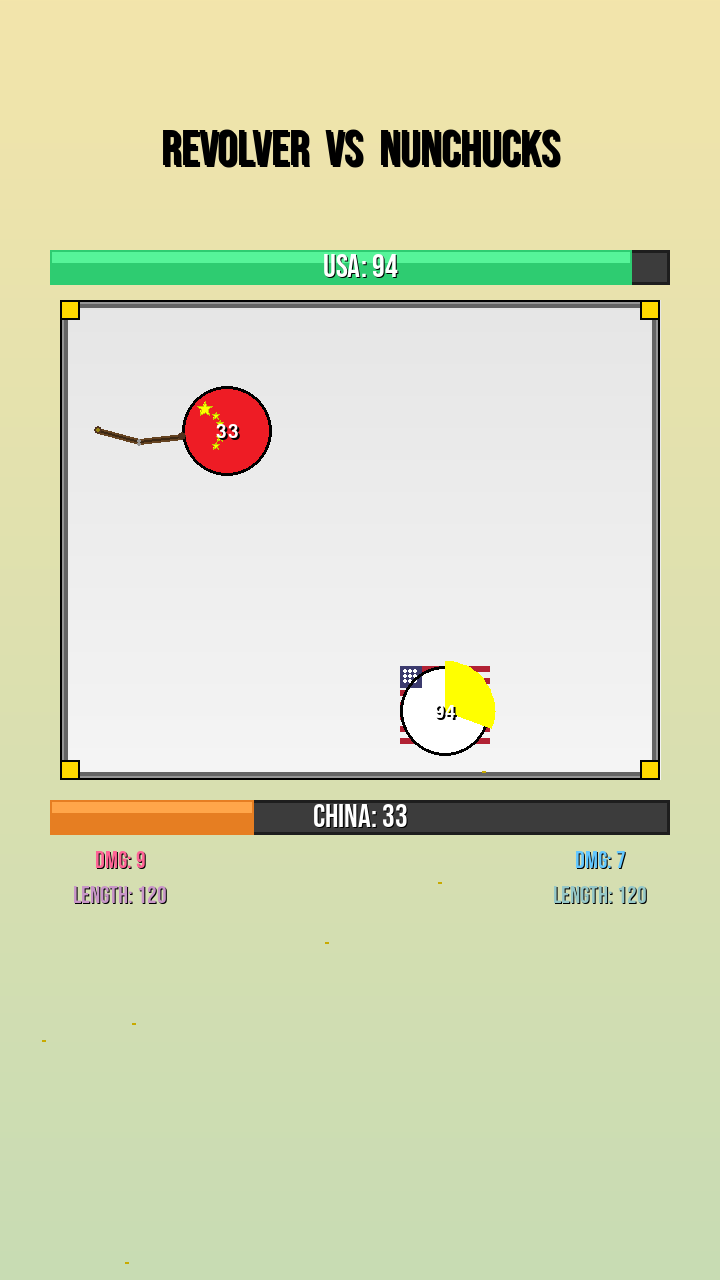 REVOLVER VS NUNCHUCKS
USA: 94
33
94
CHINA: 33
DMG: 9
DMG: 7
LENGTH: 120
LENGTH: 120